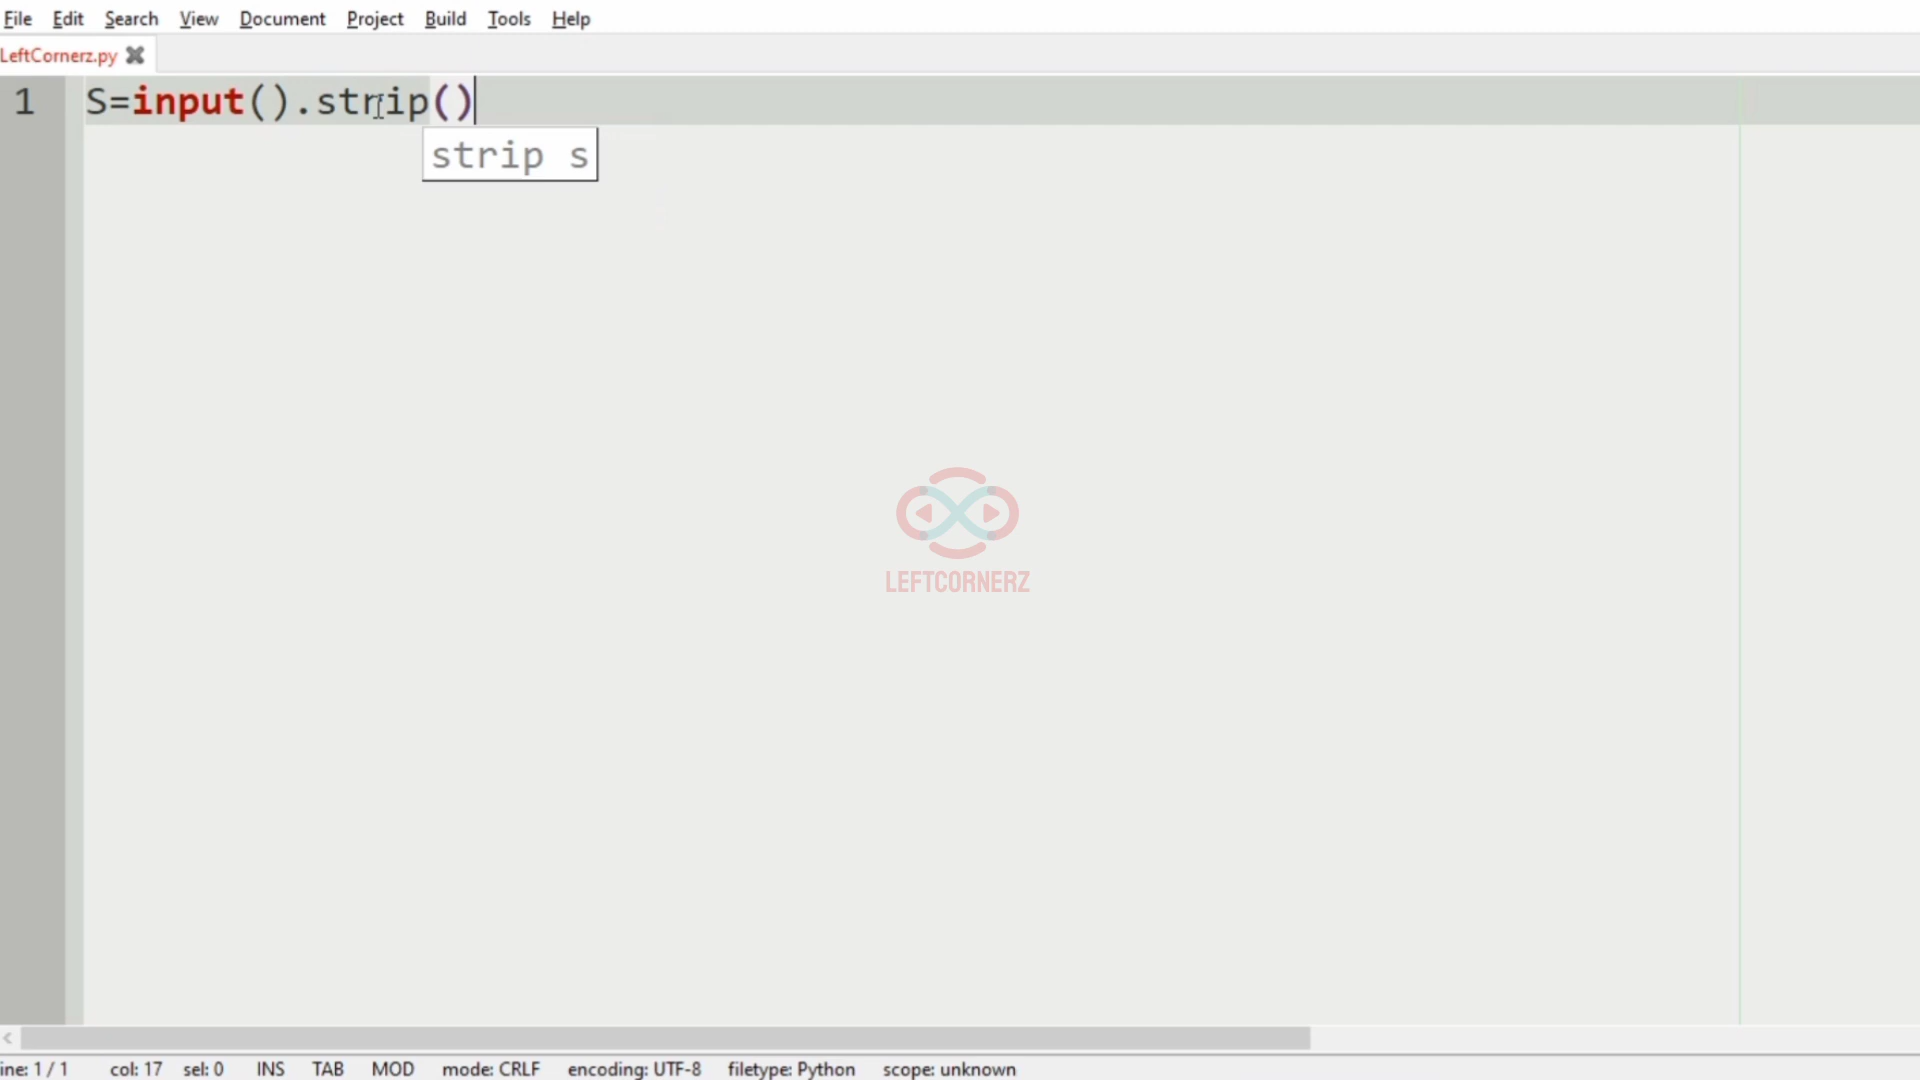 File Edit Search View Document Project Build Tools Help
LeftCornerz.py
1 S=input().strip()
strip s
LEFTCORNERZ
ine: 1 / 1 col: 17 sel: 0 INS TAB MOD mode: CRLF encoding: UTF-8 filetype: Python scope: unknown